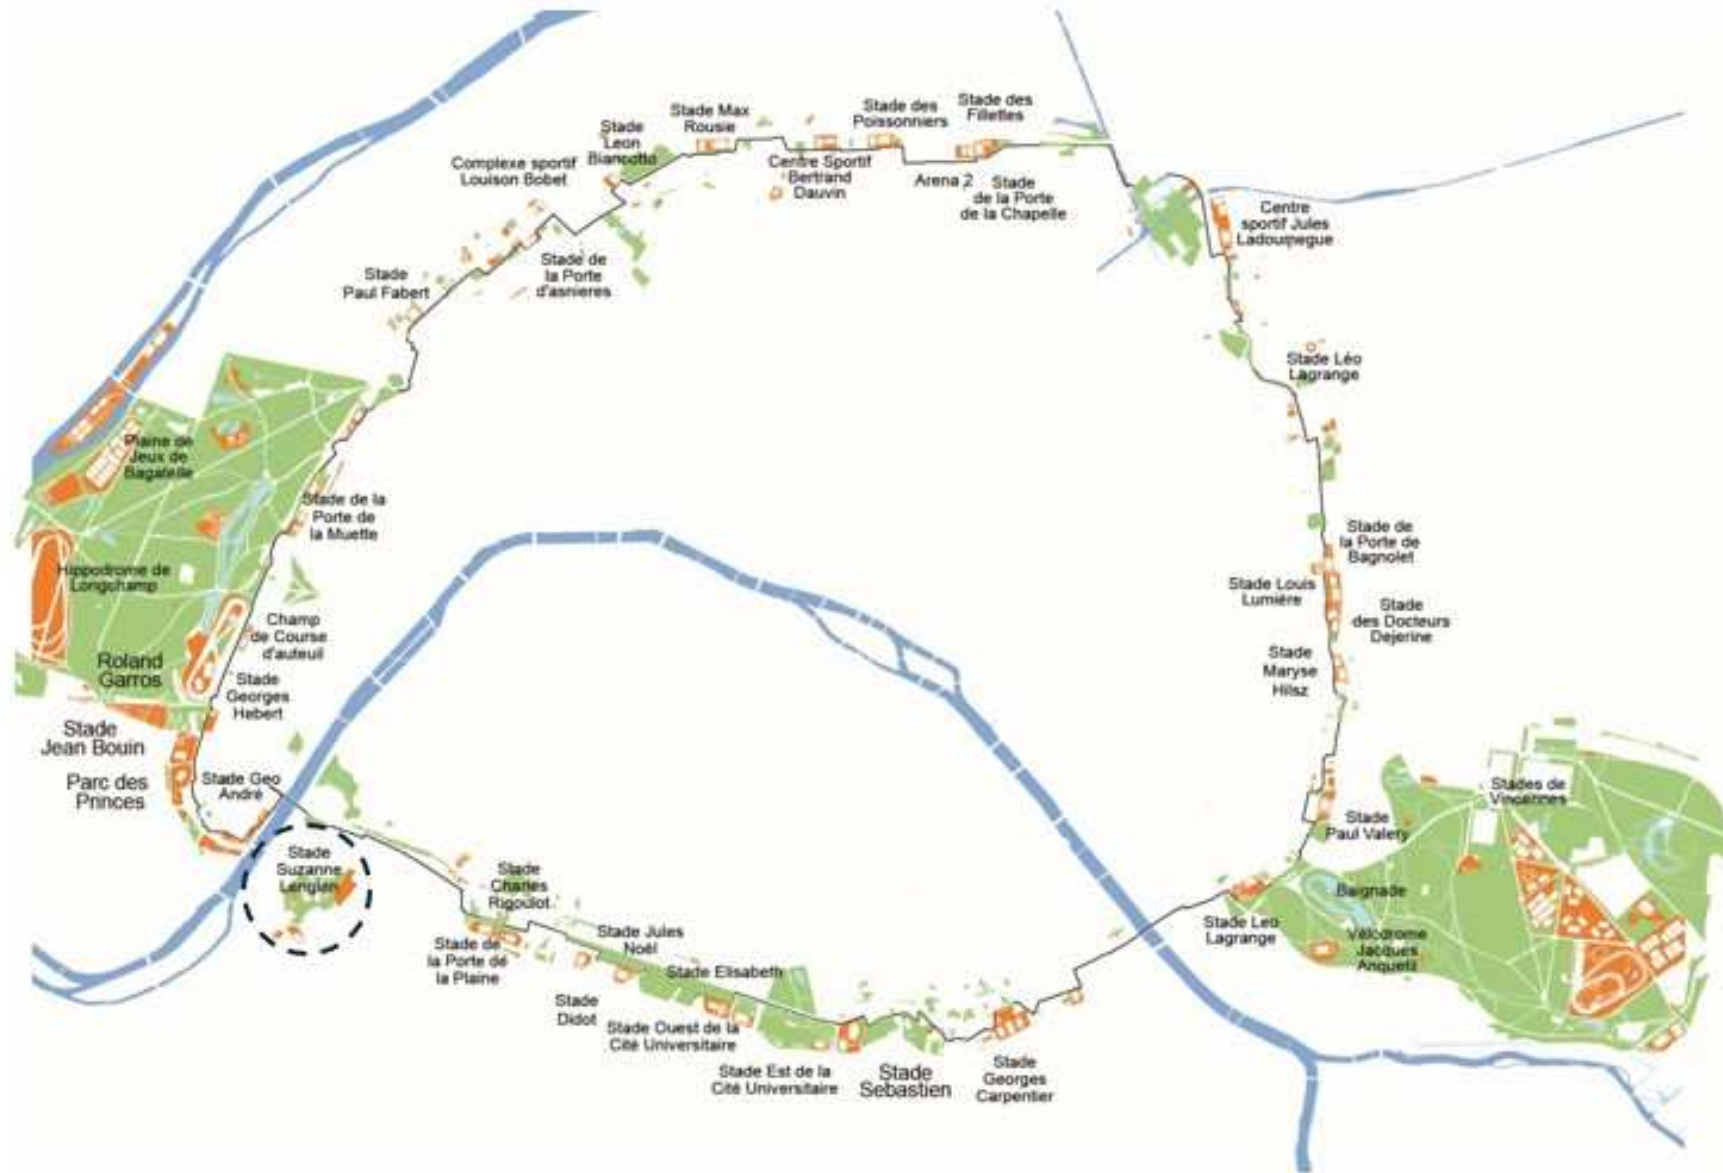 Stade Max
Rousie
Stade des
Poissonniers
Stade des
Fillettes
Stade
Leon
Biancotto
Complexe sportif
Louison Bobet
Centre Sportif
Bertrand
Dauvin
Arena 2
Stade
de la Porte
de la Chapelle
Centre
sportif Jules
Ladoumegue
Stade de
la Porte
d'asnieres
Stade
Paul Fabert
Stade Léo
Lagrange
Plaine de
Jeux de
Bagatelle
Stade de la
Porte de
la Muette
Stade de
la Porte de
Bagnolet
Hippodrome de
Longchamp
Stade Louis
Lumière
Stade
des Docteurs
Dejerine
Champ
de Course
d'auteuil
Roland
Garros
Stade
Georges
Hebert
Stade
Maryse
Hilsz
Stade
Jean Bouin
Parc des
Princes
Stade Geo
André
Stades de
Vincennes
Stade
Paul Valery
Stade
Suzanne
Lenglen
Stade
Charles
Rigoulot
Baignade
Stade Leo
Lagrange
Vélodrome
Jacques
Anquetil
Stade de
la Porte de
la Plaine
Stade Jules
Noël
Stade Elisabeth
Stade
Didot
Stade Ouest de la
Cité Universitaire
Stade Est de la
Cité Universitaire
Stade
Sebastien
Stade
Georges
Carpentier